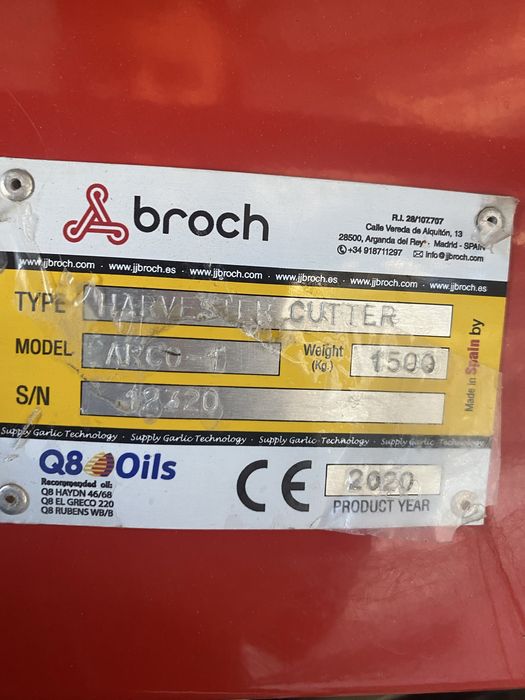 broch
R.I. 28/107.707
Calle Vereda de Alquitón, 13
28500, Arganda del Rey · Madrid - SPAIN
+34 918711297 info@jjbroch.com
www.jjbroch.com · www.jjbroch.es · www.jjbroch.com · www.jjbroch.es · www.jjbroch.com · www.jjbroch.es
TYPE HARVESTER CUTTER
MODEL ARCO-1 Weight (Kg.) 1500
S/N 12320
Made in Spain by
Supply Garlic Technology · Supply Garlic Technology · Supply Garlic Technology · Supply Garlic Technology
Q8 Oils
Recommended oil:
Q8 HAYDN 46/68
Q8 EL GRECO 220
Q8 RUBENS WB/B
CE
2020
PRODUCT YEAR